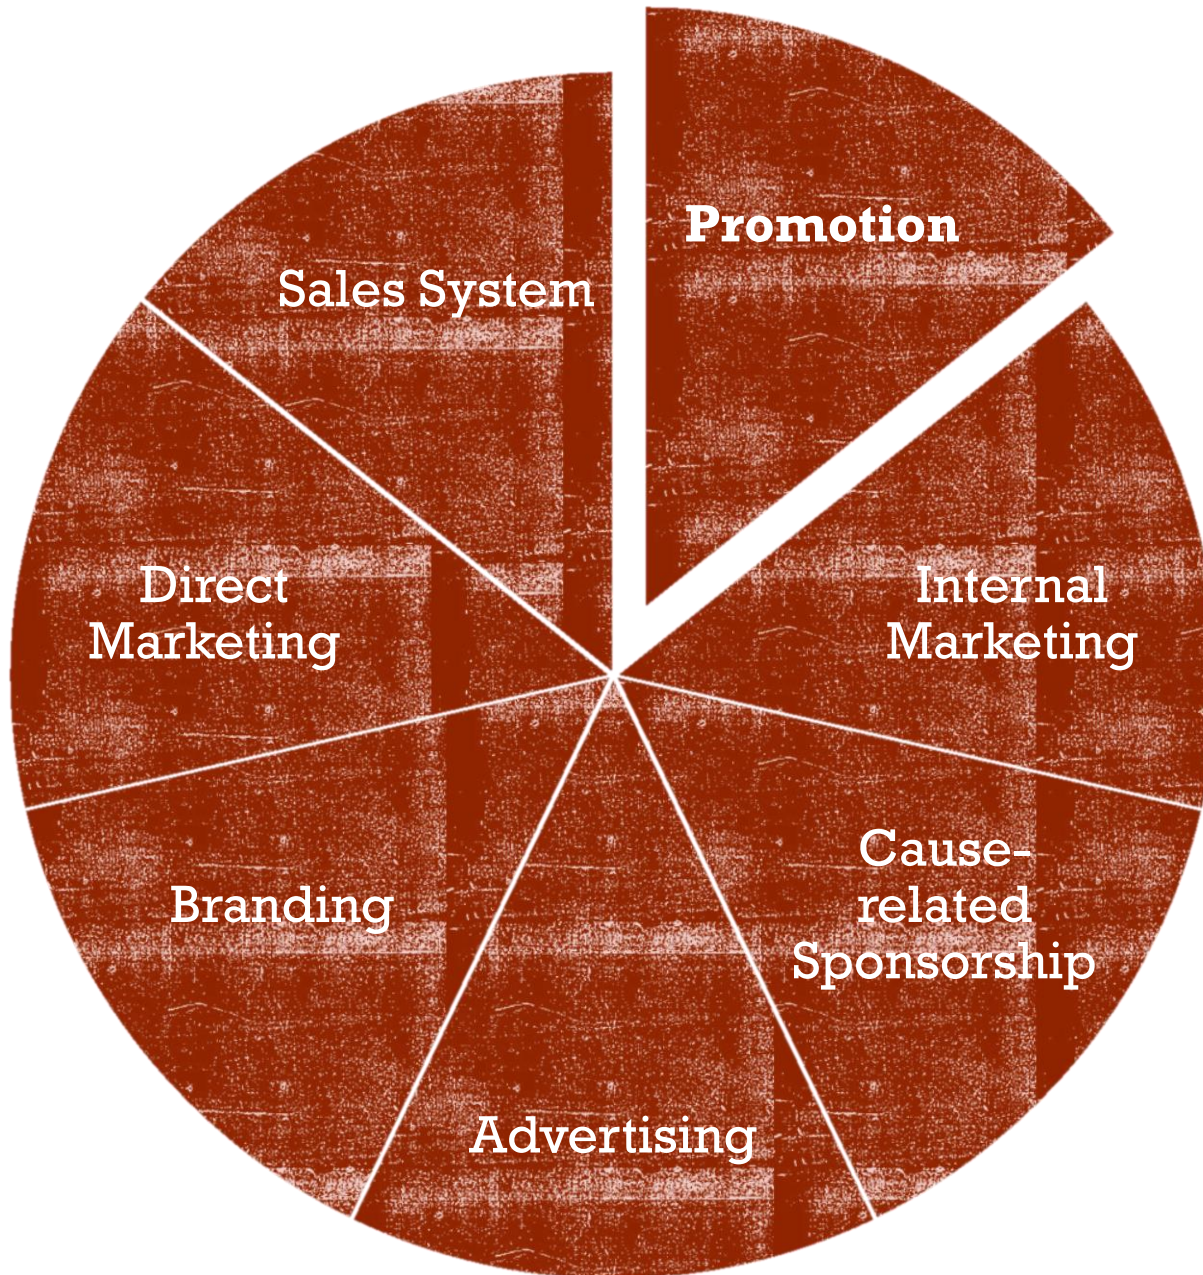 Promotion
Internal
Marketing
Cause-
related
Sponsorship
Advertising
Branding
Direct
Marketing
Sales System